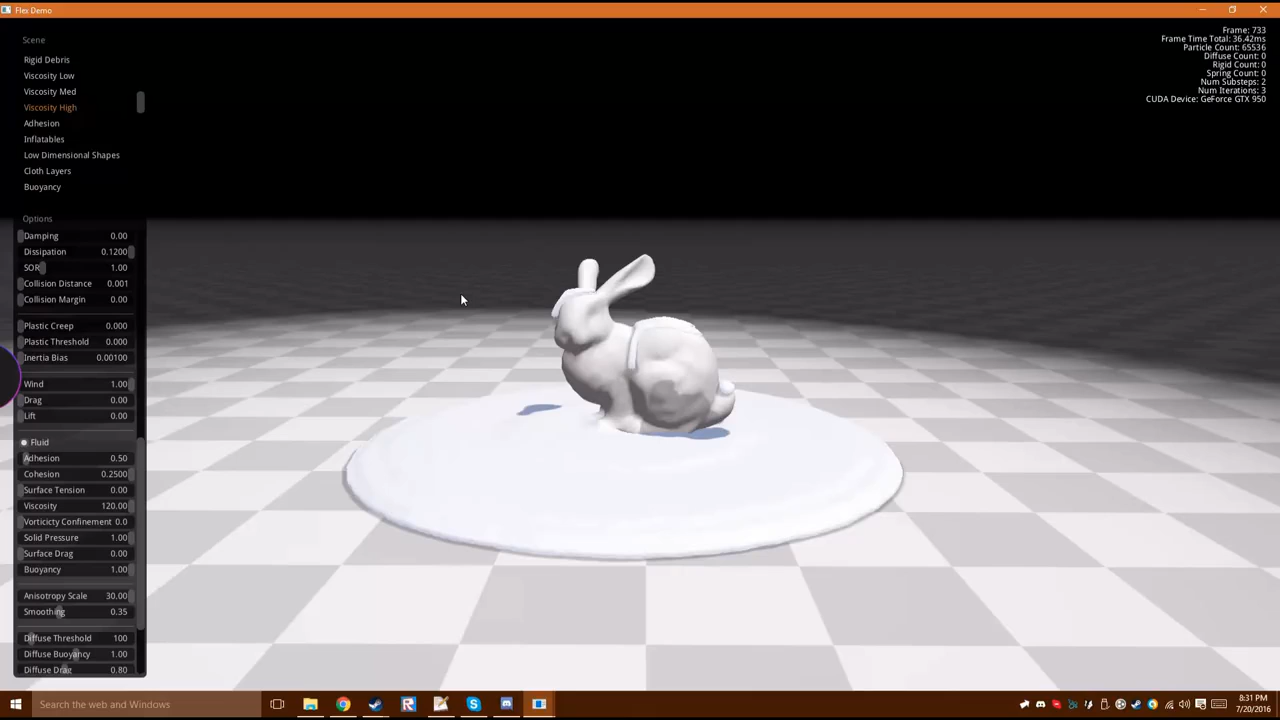 Flex Demo
Scene
Rigid Debris
Viscosity Low
Viscosity Med
Viscosity High
Adhesion
Inflatables
Low Dimensional Shapes
Cloth Layers
Buoyancy
Options
Damping 0.00
Dissipation 0.1200
SOR 1.00
Collision Distance 0.001
Collision Margin 0.00
Plastic Creep 0.000
Plastic Threshold 0.000
Inertia Bias 0.00100
Wind 1.00
Drag 0.00
Lift 0.00
Fluid
Adhesion 0.50
Cohesion 0.2500
Surface Tension 0.00
Viscosity 120.00
Vorticicty Confinement 0.0
Solid Pressure 1.00
Surface Drag 0.00
Buoyancy 1.00
Anisotropy Scale 30.00
Smoothing 0.35
Diffuse Threshold 100
Diffuse Buoyancy 1.00
Diffuse Drag 0.80
Frame: 733
Frame Time Total: 36.42ms
Particle Count: 65536
Diffuse Count: 0
Rigid Count: 0
Spring Count: 0
Num Substeps: 2
Num Iterations: 3
CUDA Device: GeForce GTX 950
Search the web and Windows
8:31 PM
7/20/2016